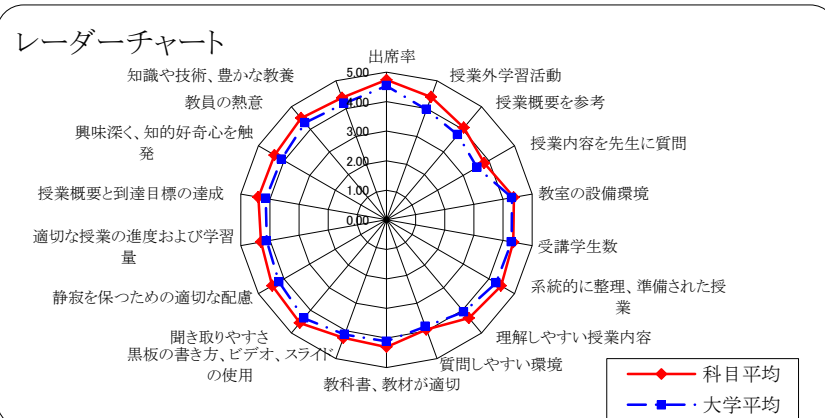 レーダーチャート
出席率
授業外学習活動
授業概要を参考
授業内容を先生に質問
教室の設備環境
受講学生数
系統的に整理、準備された授
業
理解しやすい授業内容
質問しやすい環境
教科書、教材が適切
黒板の書き方、ビデオ、スライド
の使用
聞き取りやすさ
静寂を保つための適切な配慮
適切な授業の進度および学習
量
授業概要と到達目標の達成
興味深く、知的好奇心を触
発
教員の熱意
知識や技術、豊かな教養
5.00
4.00
3.00
2.00
1.00
0.00
科目平均
大学平均